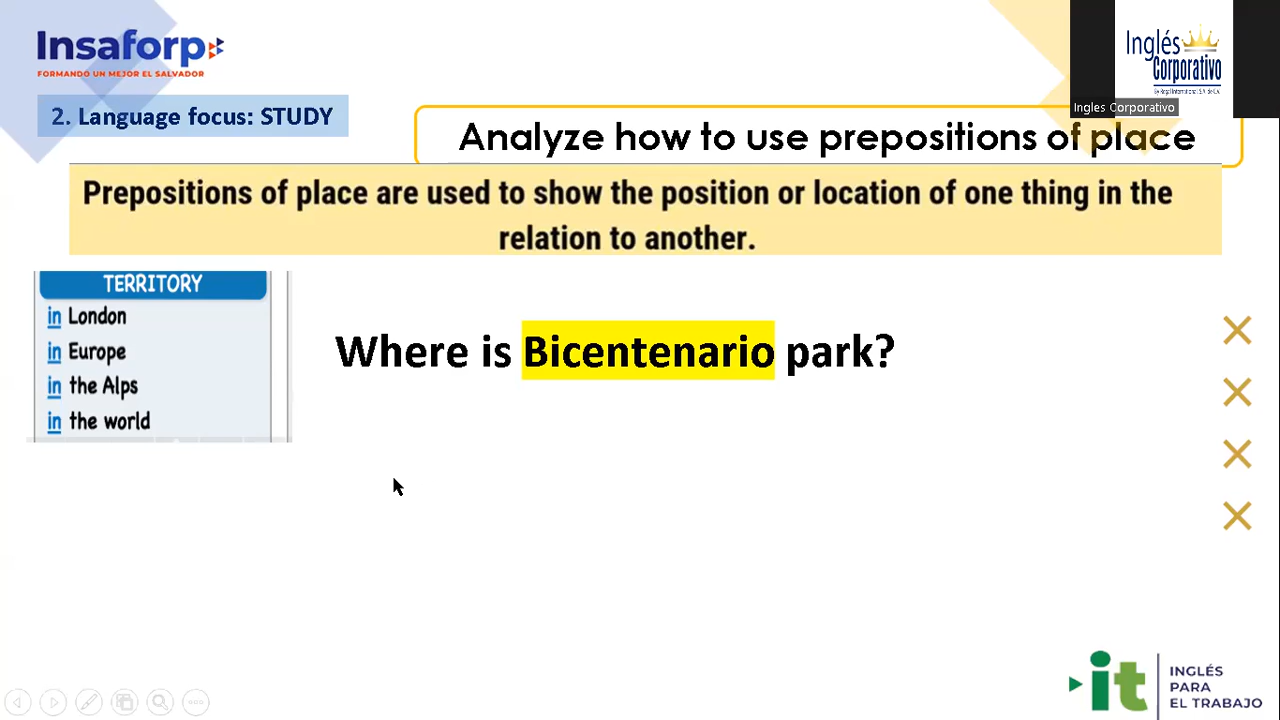 Insaforp
FORMANDO UN MEJOR EL SALVADOR
2. Language focus: STUDY
Inglés
Corporativo
Ingles Corporativo
Analyze how to use prepositions of place
Prepositions of place are used to show the position or location of one thing in the
relation to another.
TERRITORY
in London
in Europe
in the Alps
in the world
Where is Bicentenario park?
it
INGLÉS
PARA
EL TRABAJO